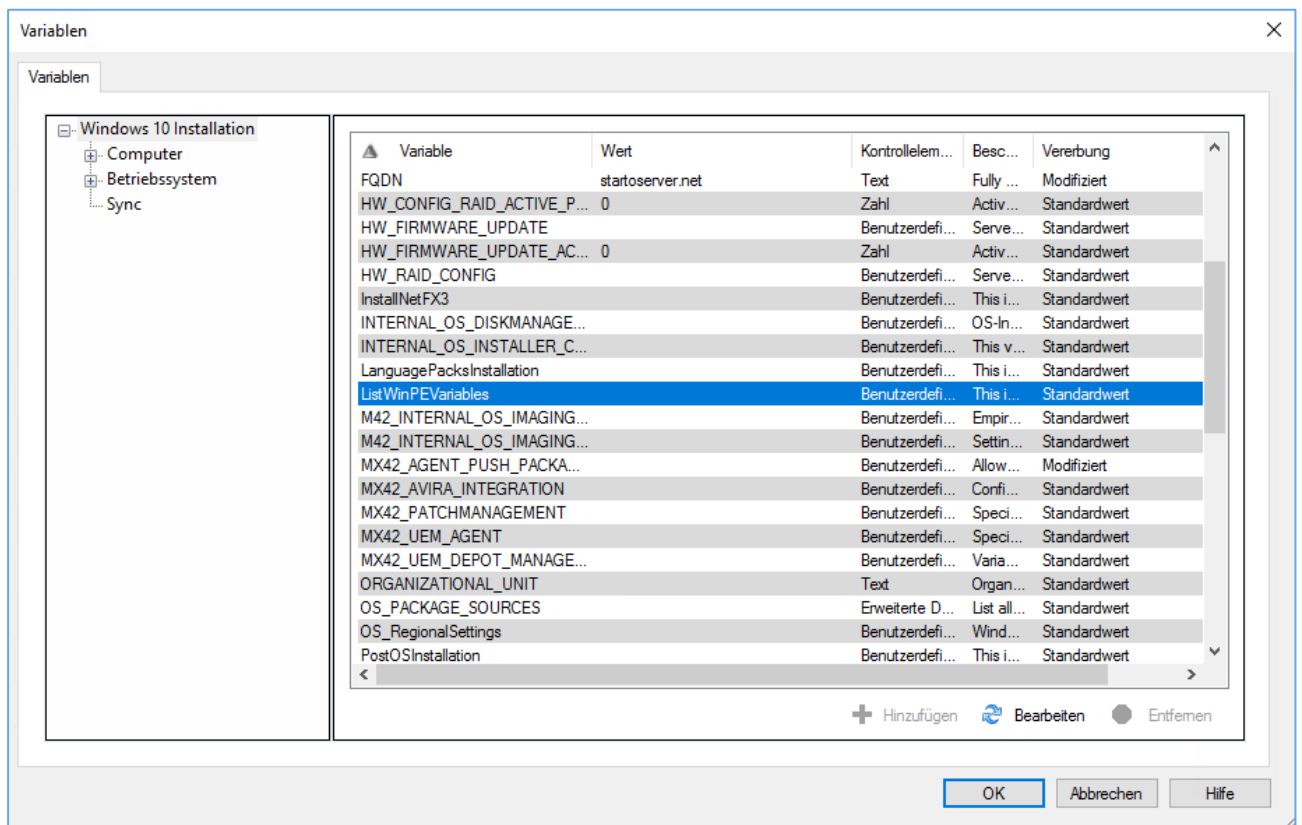 Variablen
Variablen
Windows 10 Installation
Computer
Betriebssystem
Sync
Variable Wert Kontrollelem... Besc... Vererbung
FQDN startoserver.net Text Fully ... Modifiziert
HW_CONFIG_RAID_ACTIVE_P... 0 Zahl Activ... Standardwert
HW_FIRMWARE_UPDATE Benutzerdefi... Serve... Standardwert
HW_FIRMWARE_UPDATE_AC... 0 Zahl Activ... Standardwert
HW_RAID_CONFIG Benutzerdefi... Serve... Standardwert
InstallNetFX3 Benutzerdefi... This i... Standardwert
INTERNAL_OS_DISKMANAGE... Benutzerdefi... OS-In... Standardwert
INTERNAL_OS_INSTALLER_C... Benutzerdefi... This v... Standardwert
LanguagePacksInstallation Benutzerdefi... This i... Standardwert
ListWinPEVariables Benutzerdefi... This i... Standardwert
M42_INTERNAL_OS_IMAGING... Benutzerdefi... Empir... Standardwert
M42_INTERNAL_OS_IMAGING... Benutzerdefi... Settin... Standardwert
MX42_AGENT_PUSH_PACKA... Benutzerdefi... Allow... Modifiziert
MX42_AVIRA_INTEGRATION Benutzerdefi... Confi... Standardwert
MX42_PATCHMANAGEMENT Benutzerdefi... Speci... Standardwert
MX42_UEM_AGENT Benutzerdefi... Speci... Standardwert
MX42_UEM_DEPOT_MANAGE... Benutzerdefi... Varia... Standardwert
ORGANIZATIONAL_UNIT Text Organ... Standardwert
OS_PACKAGE_SOURCES Erweiterte D... List all... Standardwert
OS_RegionalSettings Benutzerdefi... Wind... Standardwert
PostOSInstallation Benutzerdefi... This i... Standardwert
Hinzufügen Bearbeiten Entfernen
OK Abbrechen Hilfe